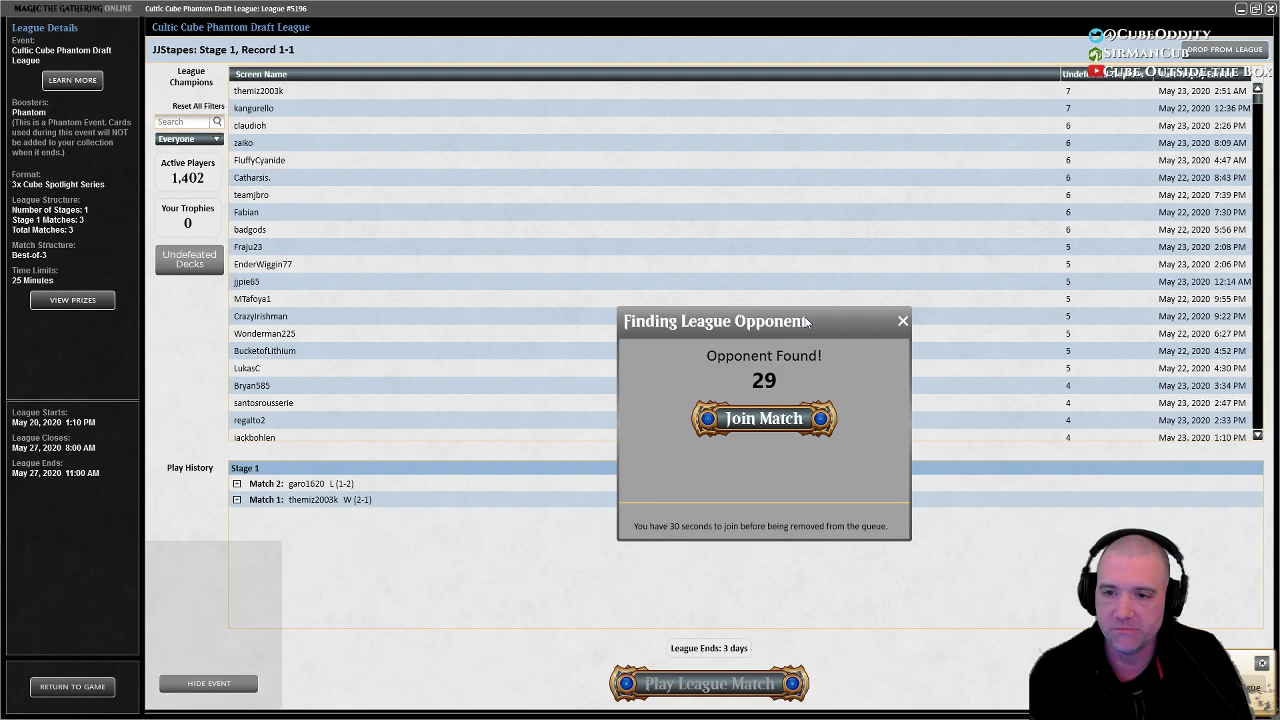 MAGIC THE GATHERING ONLINE
Cultic Cube Phantom Draft League: League #5196
League Details
Event:
Cultic Cube Phantom Draft
League
LEARN MORE
Boosters:
Phantom
(This is a Phantom Event. Cards
used during this event will NOT
be added to your collection
when it ends.)
Format:
3x Cube Spotlight Series
League Structure:
Number of Stages: 1
Stage 1 Matches: 3
Total Matches: 3
Match Structure:
Best-of-3
Time Limits:
25 Minutes
VIEW PRIZES
League Starts:
May 20, 2020 1:10 PM
League Closes:
May 27, 2020 8:00 AM
League Ends:
May 27, 2020 11:00 AM
RETURN TO GAME
Cultic Cube Phantom Draft League
JJStapes: Stage 1, Record 1-1
@CubeOddity
SirManCub
DROP FROM LEAGUE
Cube Outside the Box
League
Champions
Reset All Filters
Search
Everyone
Active Players
1,402
Your Trophies
0
Undefeated
Decks
Screen Name
themiz2003k 7 May 23, 2020 2:51 AM
kangurello 7 May 23, 2020 12:36 PM
claudioh 6 May 23, 2020 2:26 PM
zaiko 6 May 23, 2020 8:09 AM
FluffyCyanide 6 May 23, 2020 4:47 AM
Catharsis. 6 May 22, 2020 8:43 PM
teamjbro 6 May 22, 2020 7:39 PM
Fabian 6 May 22, 2020 7:30 PM
badgods 6 May 22, 2020 5:56 PM
Fraju23 5 May 23, 2020 2:08 PM
EnderWiggin77 5 May 23, 2020 2:06 PM
jjpie65 5 May 23, 2020 12:14 AM
MTafoya1 5 May 22, 2020 9:55 PM
CrazyIrishman 5 May 22, 2020 9:22 PM
Wonderman225 5 May 22, 2020 6:27 PM
BucketofLithium 5 May 22, 2020 4:52 PM
LukasC 5 May 22, 2020 4:30 PM
Bryan585 4 May 23, 2020 3:34 PM
santosrousserie 4 May 23, 2020 2:47 PM
regalto2 4 May 23, 2020 2:33 PM
jackbohlen 4 May 23, 2020 1:10 PM
Finding League Opponent
Opponent Found!
29
Join Match
You have 30 seconds to join before being removed from the queue.
Play History
Stage 1
Match 2: garo1620 L (1-2)
Match 1: themiz2003k W (2-1)
League Ends: 3 days
HIDE EVENT
Play League Match